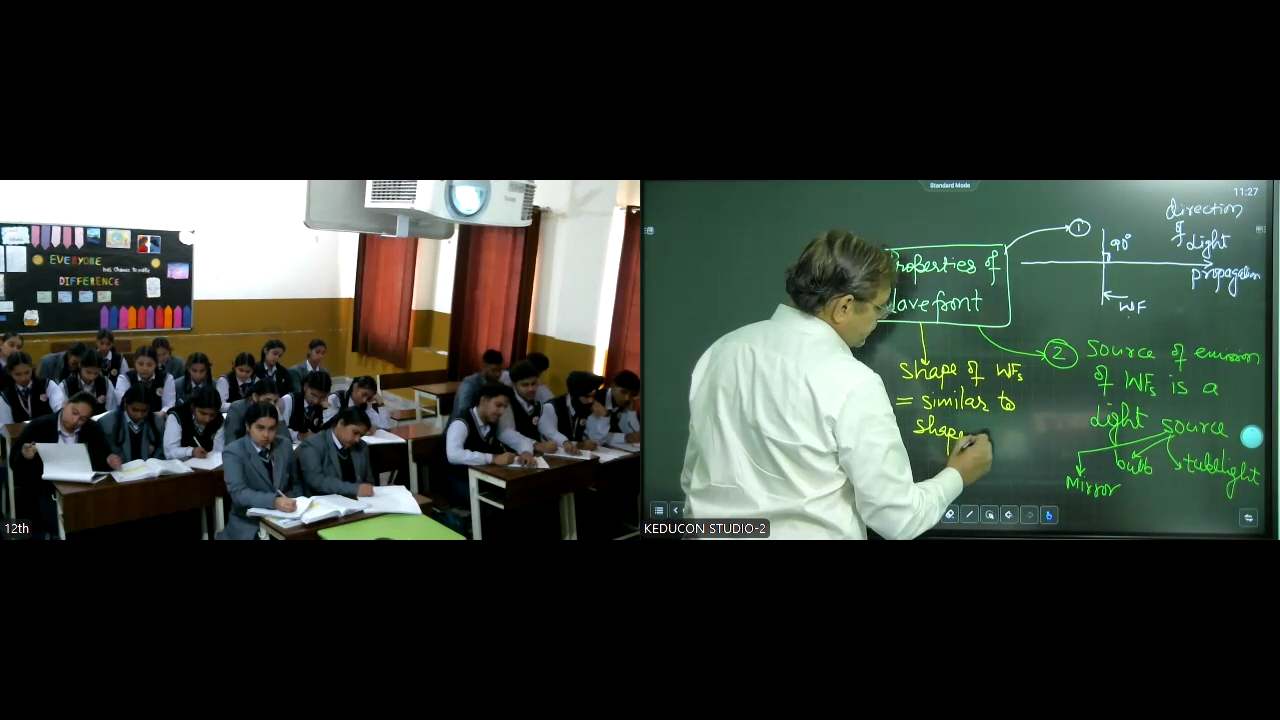 EVERYONE
DIFFERENCE
12th
Standard Mode
11:27
direction
of
Light
propagation
1
90°
WF
Properties of
Wavefront
2 Source of emission
of WFs is a
Light source
Mirror
bulb
tubelight
Shape of WFs
= similar to
shape
KEDUCON STUDIO-2